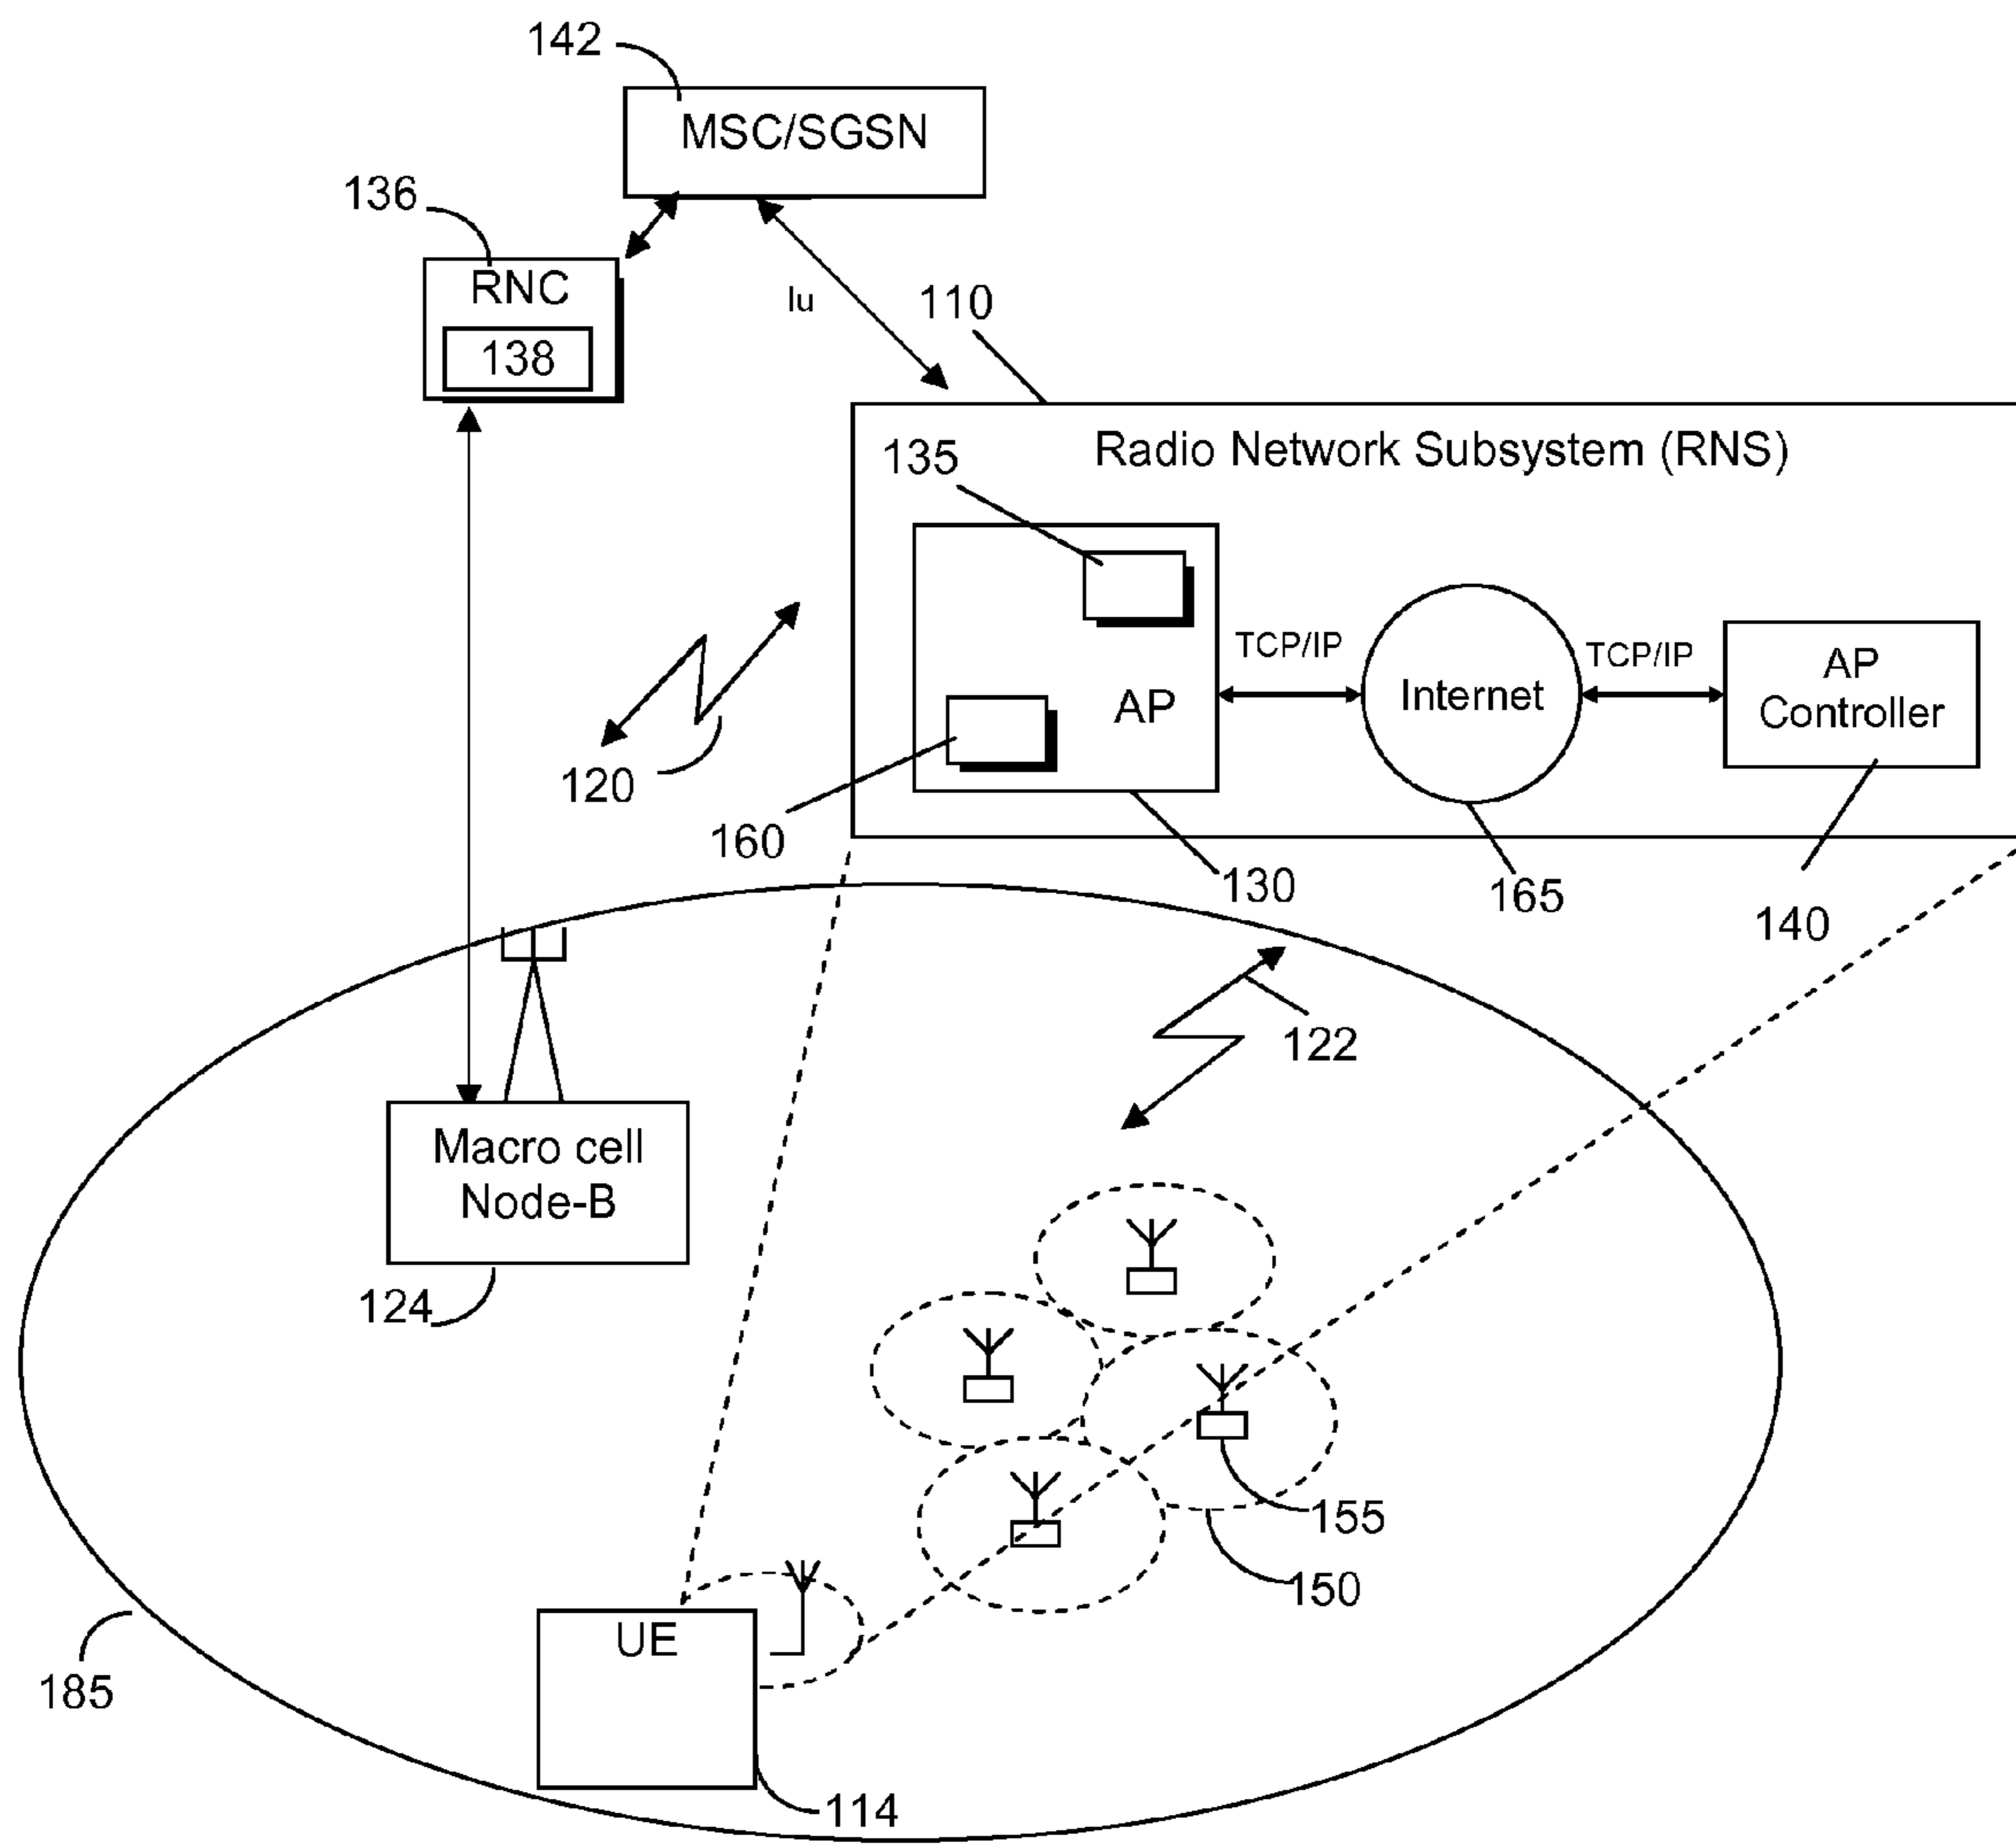 142
MSC/SGSN
136
RNC
138
Iu
110
Radio Network Subsystem (RNS)
135
TCP/IP
TCP/IP
AP
Internet
AP
Controller
120
160
130
165
140
122
Macro cell
Node-B
124
155
150
UE
185
114